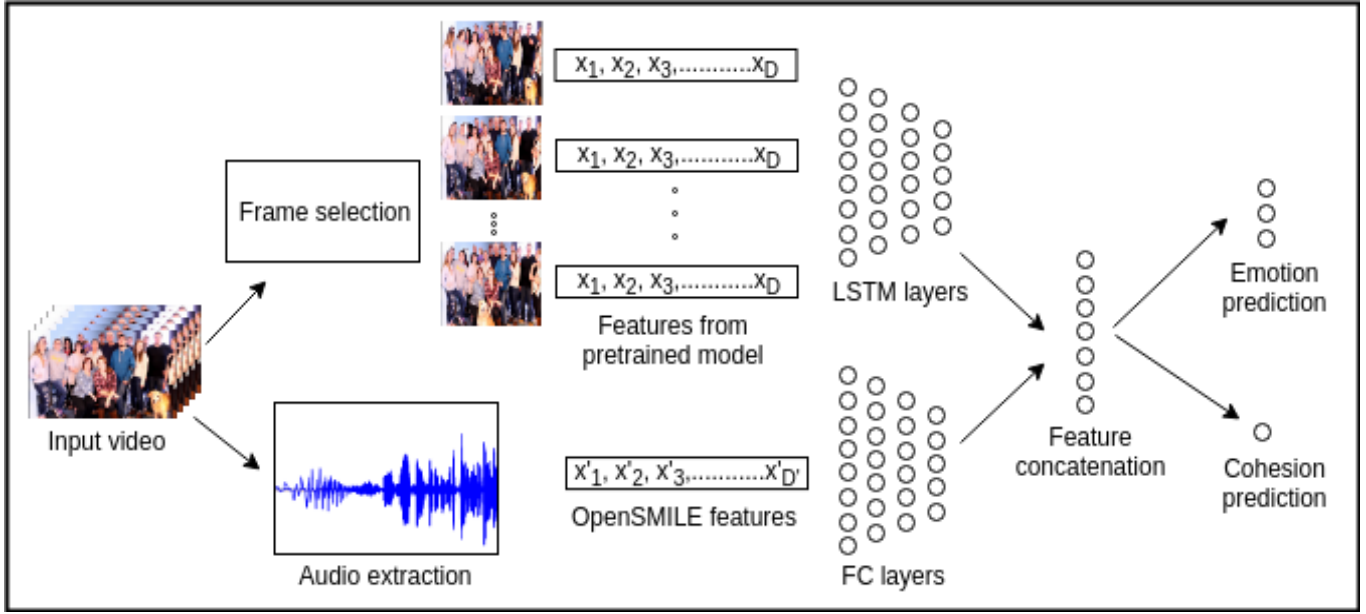 x1, x2, x3,...........xD
x1, x2, x3,...........xD
Frame selection
x1, x2, x3,...........xD
LSTM layers
Features from
pretrained model
Emotion
prediction
Input video
Feature
concatenation
x'1, x'2, x'3,...........x'D'
OpenSMILE features
Cohesion
prediction
Audio extraction
FC layers